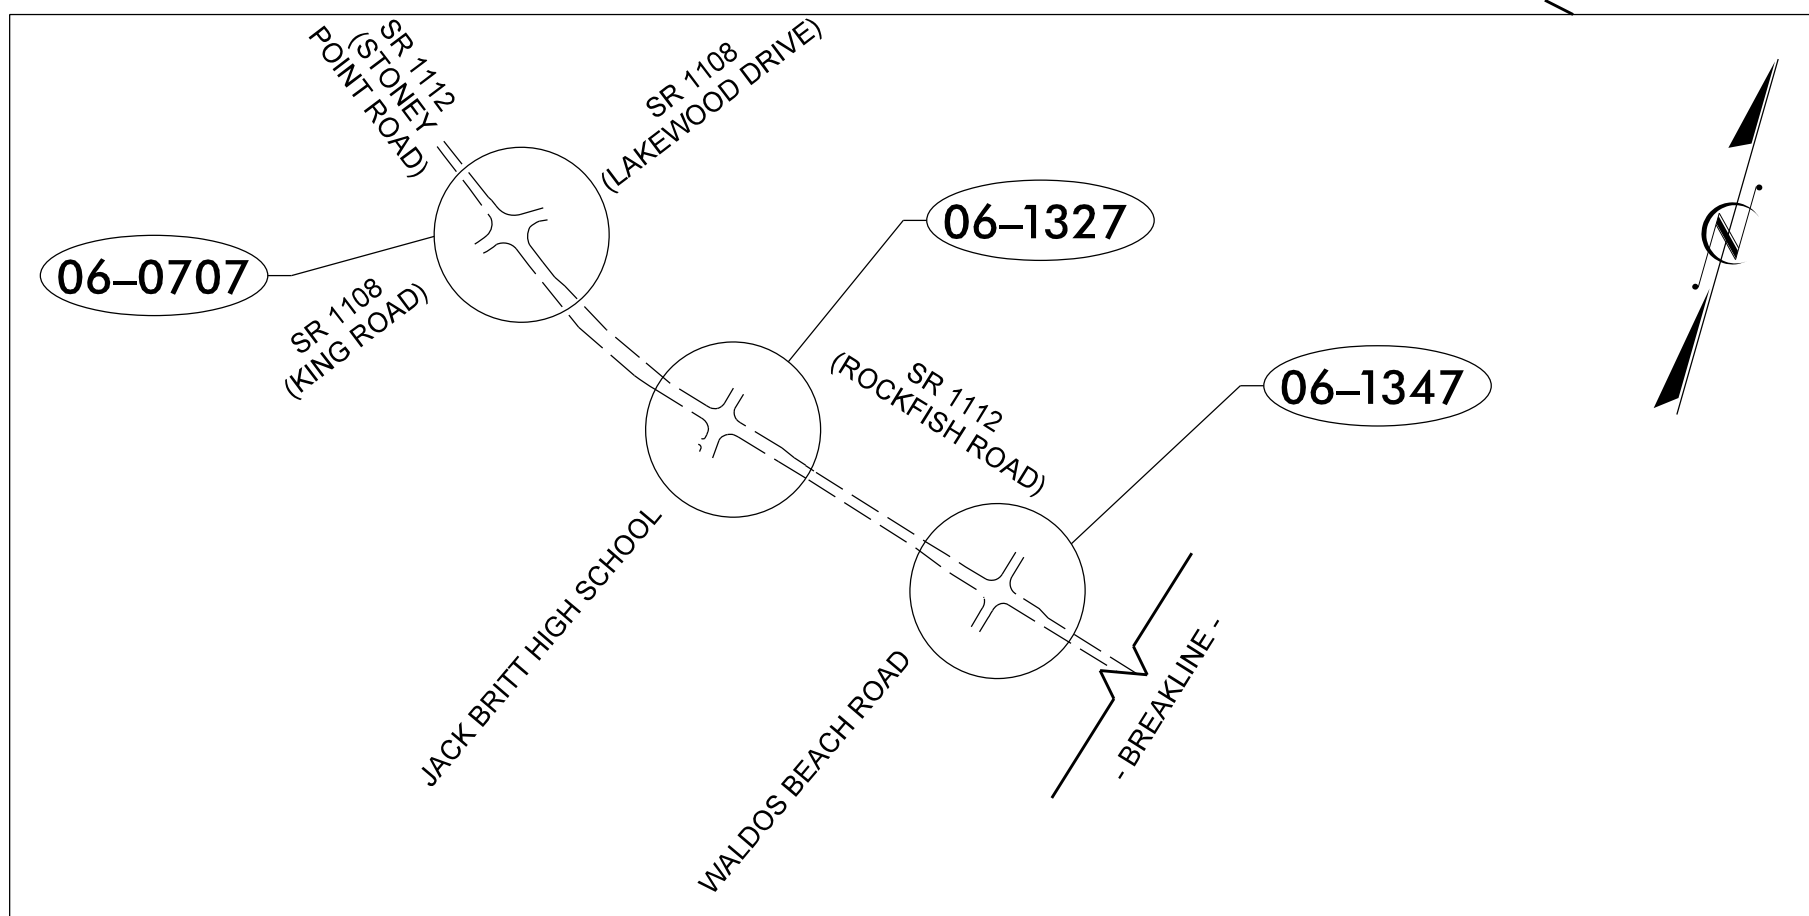 SR 1112
(STONEY
POINT ROAD)
SR 1108
(LAKEWOOD DRIVE)
06–0707
SR 1108
(KING ROAD)
06–1327
SR 1112
(ROCKFISH ROAD)
06–1347
JACK BRITT HIGH SCHOOL
WALDOS BEACH ROAD
- BREAKLINE -
N